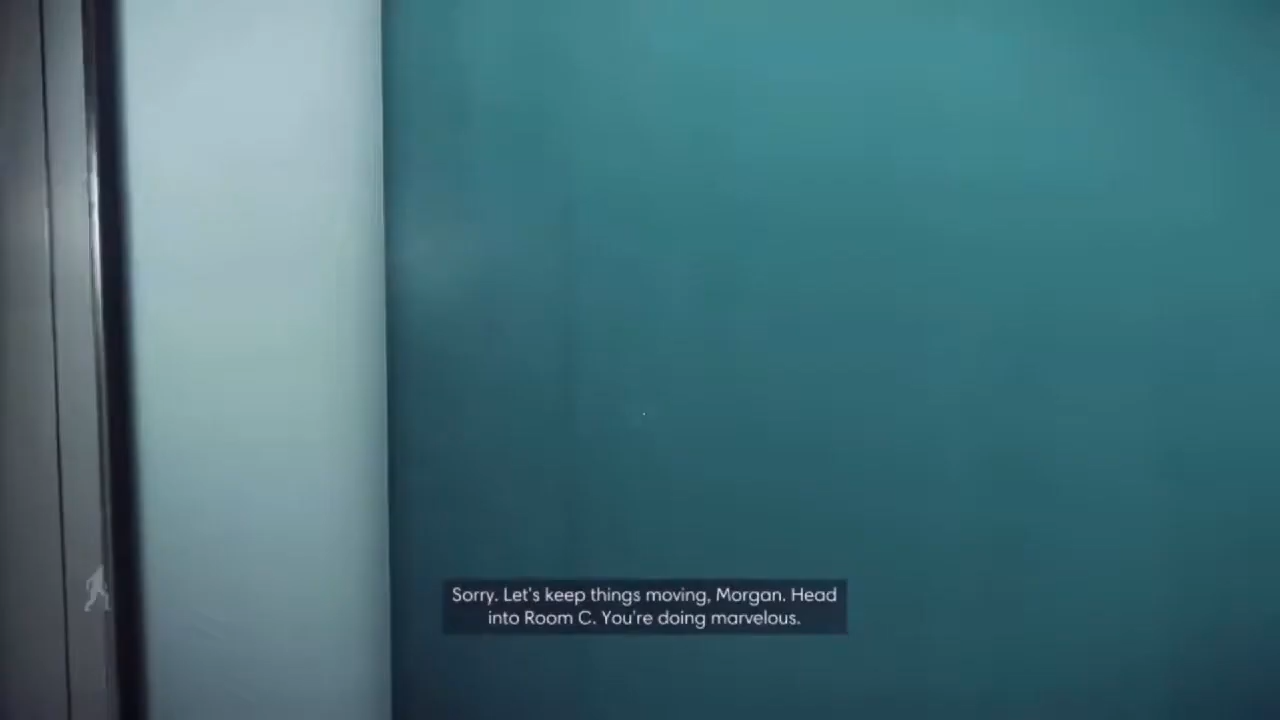 Sorry. Let's keep things moving, Morgan. Head
into Room C. You're doing marvelous.